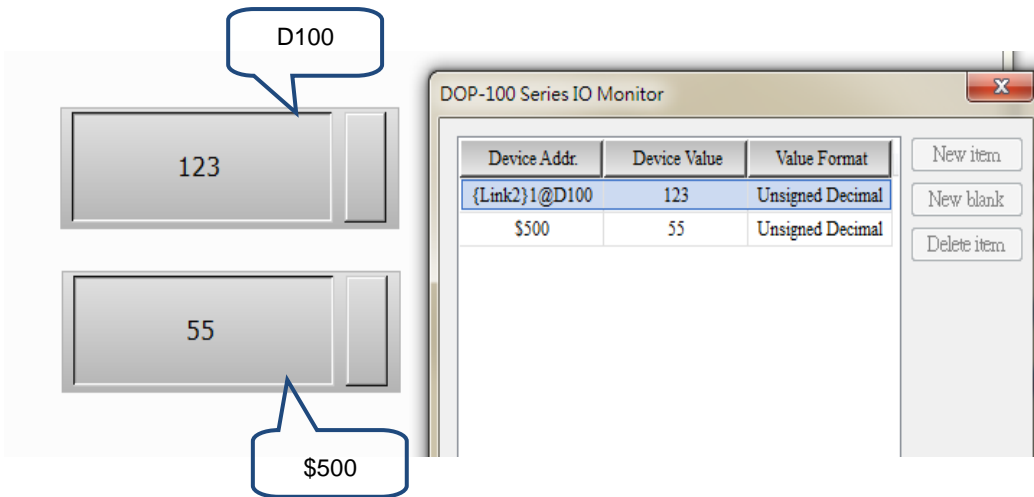 D100
123
55
$500
DOP-100 Series IO Monitor
X
Device Addr. Device Value Value Format
{Link2}1@D100 123 Unsigned Decimal
$500 55 Unsigned Decimal
New item
New blank
Delete item